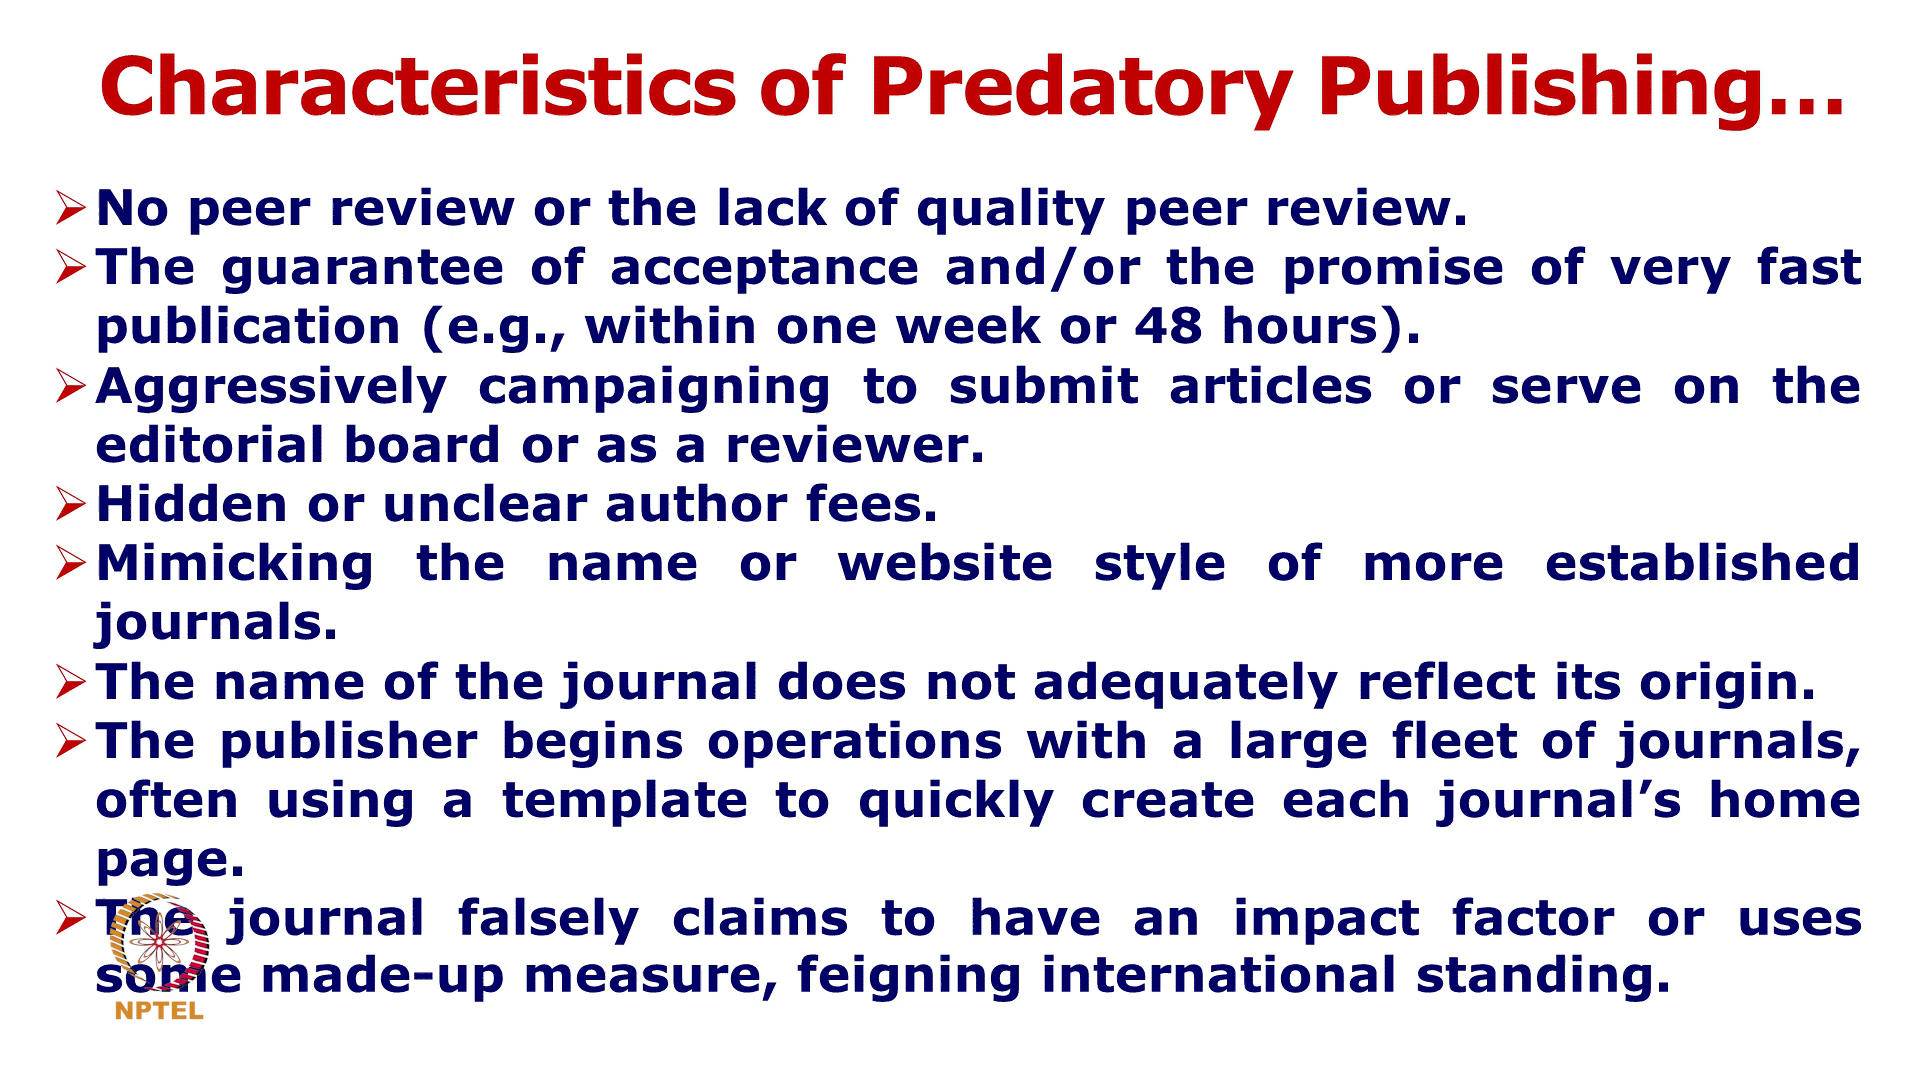 Characteristics of Predatory Publishing...
➢No peer review or the lack of quality peer review.
➢The guarantee of acceptance and/or the promise of very fast
publication (e.g., within one week or 48 hours).
➢Aggressively campaigning to submit articles or serve on the
editorial board or as a reviewer.
➢Hidden or unclear author fees.
➢Mimicking the name or website style of more established
journals.
➢The name of the journal does not adequately reflect its origin.
➢The publisher begins operations with a large fleet of journals,
often using a template to quickly create each journal’s home
page.
➢The journal falsely claims to have an impact factor or uses
some made-up measure, feigning international standing.
NPTEL